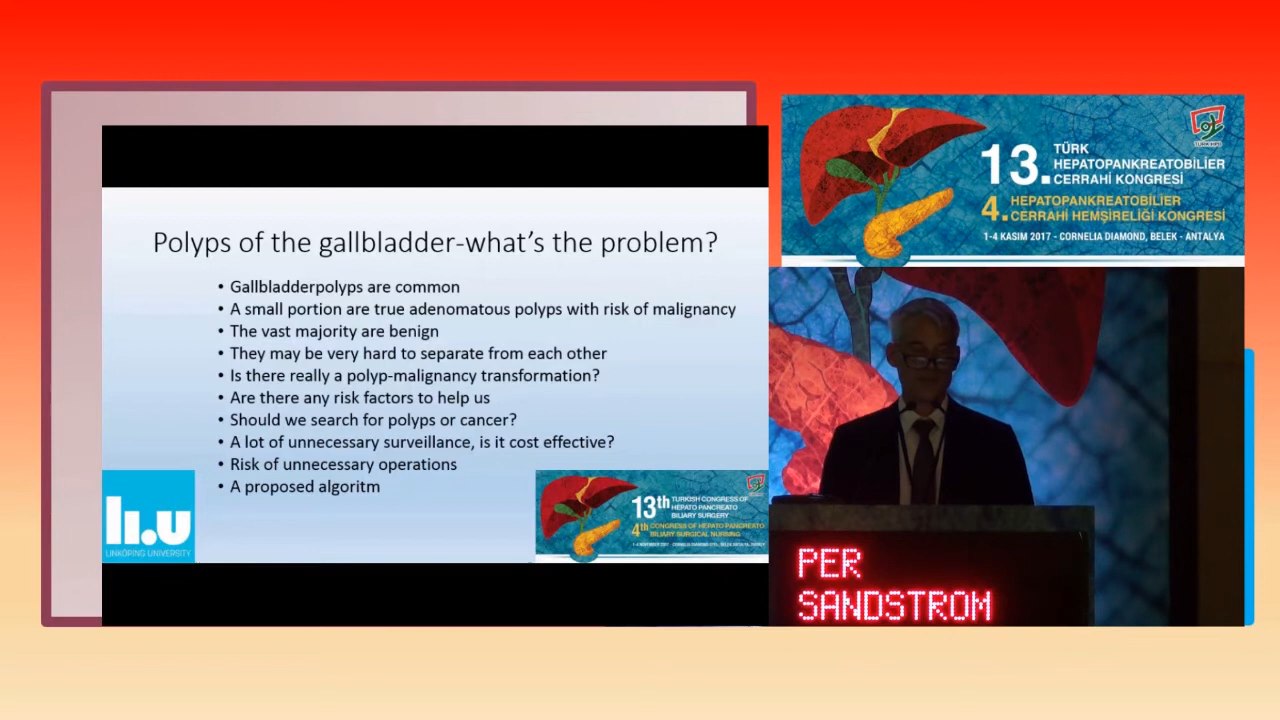 Polyps of the gallbladder-what's the problem?
• Gallbladderpolyps are common
• A small portion are true adenomatous polyps with risk of malignancy
• The vast majority are benign
• They may be very hard to separate from each other
• Is there really a polyp-malignancy transformation?
• Are there any risk factors to help us
• Should we search for polyps or cancer?
• A lot of unnecessary surveillance, is it cost effective?
• Risk of unnecessary operations
• A proposed algoritm
li.u
LINKÖPING UNIVERSITY
13th TURKISH CONGRESS OF
HEPATO PANCREATO
BILIARY SURGERY
4th CONGRESS OF HEPATO PANCREATO
BILIARY SURGICAL NURSING
13. TÜRK
HEPATOPANKREATOBİLİER
CERRAHİ KONGRESİ
4. HEPATOPANKREATOBİLİER
CERRAHİ HEMŞİRELİĞİ KONGRESİ
1-4 KASIM 2017 - CORNELIA DIAMOND, BELEK - ANTALYA
PER
SANDSTROM